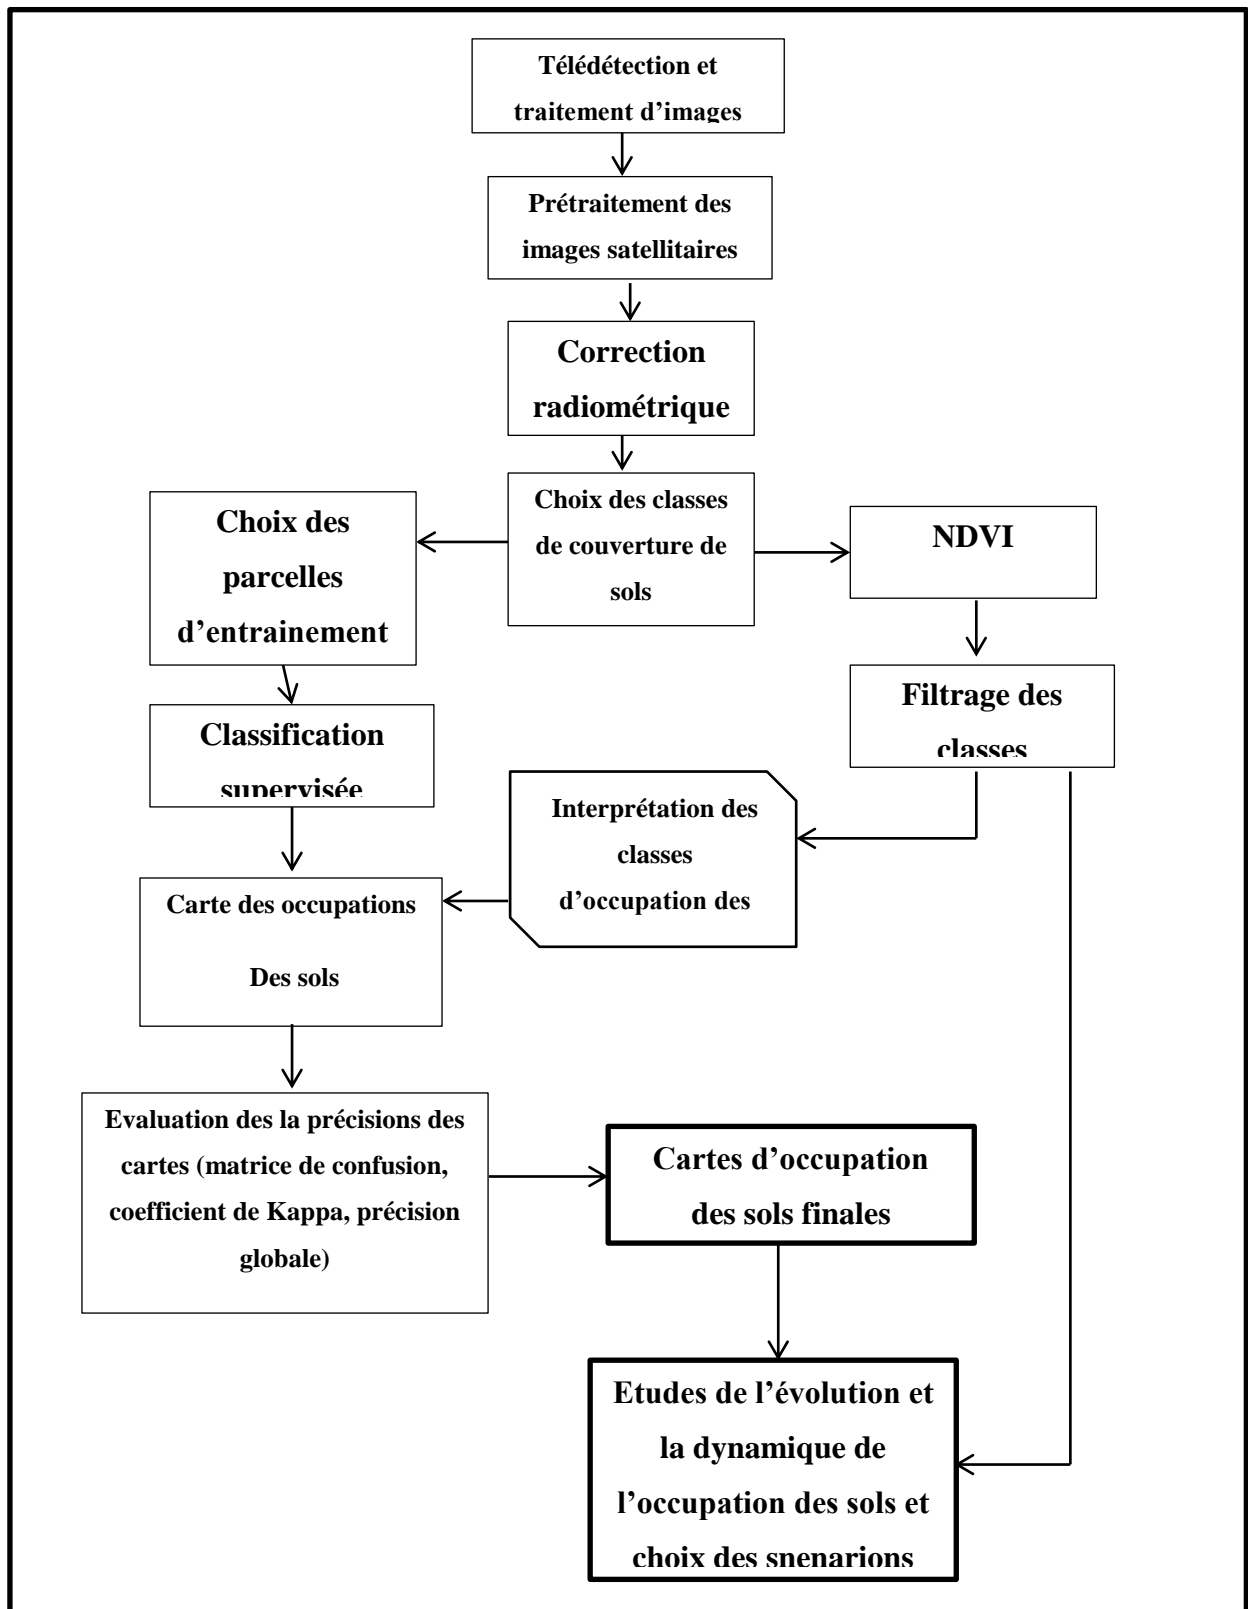 Télédétection et
traitement d’images
Prétraitement des
images satellitaires
Correction
radiométrique
Choix des classes
de couverture de
sols
Choix des
parcelles
d’entrainement
NDVI
Classification
supervisée
Filtrage des
classes
Interprétation des
classes
d’occupation des
Carte des occupations
Des sols
Evaluation des la précisions des
cartes (matrice de confusion,
coefficient de Kappa, précision
globale)
Cartes d’occupation
des sols finales
Etudes de l’évolution et
la dynamique de
l’occupation des sols et
choix des snenarions